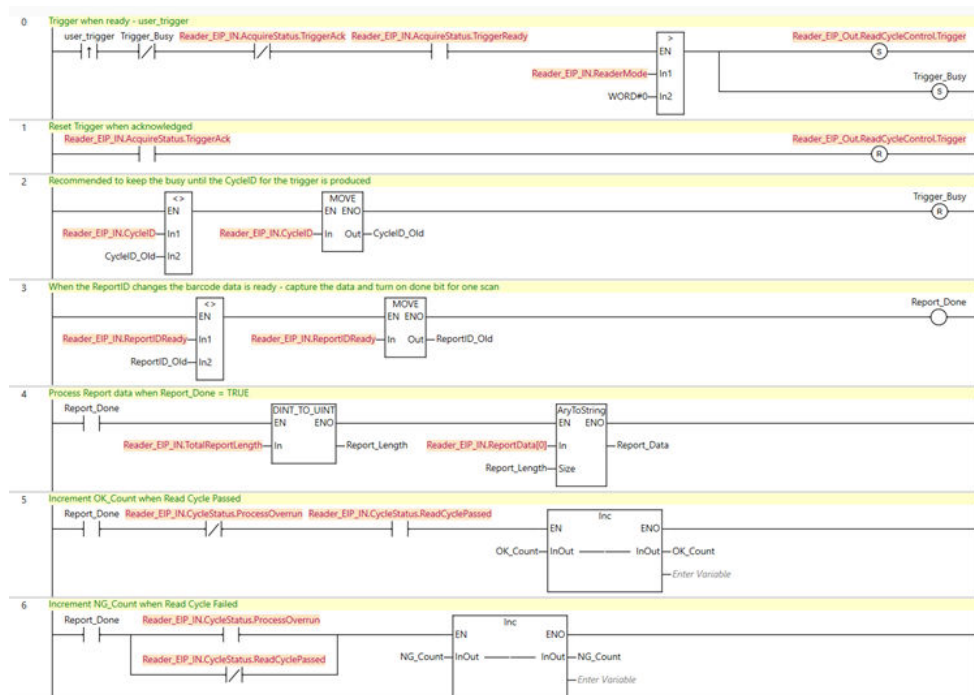 0 Trigger when ready - user_trigger
user_trigger Trigger_Busy Reader_EIP_IN.AcquireStatus.TriggerAck Reader_EIP_IN.AcquireStatus.TriggerReady > Reader_EIP_Out.ReadCycleControl.Trigger
EN S
Reader_EIP_IN.ReaderMode In1 Trigger_Busy
WORD#0 In2 S
1 Reset Trigger when acknowledged
Reader_EIP_IN.AcquireStatus.TriggerAck Reader_EIP_Out.ReadCycleControl.Trigger
R
2 Recommended to keep the busy until the CycleID for the trigger is produced
<> MOVE Trigger_Busy
EN EN ENO R
Reader_EIP_IN.CycleID In1 Reader_EIP_IN.CycleID In Out CycleID_Old
CycleID_Old In2
3 When the ReportID changes the barcode data is ready - capture the data and turn on done bit for one scan
<> MOVE Report_Done
EN EN ENO
Reader_EIP_IN.ReportIDReady In1 Reader_EIP_IN.ReportIDReady In Out ReportID_Old
ReportID_Old In2
4 Process Report data when Report_Done = TRUE
Report_Done DINT_TO_UINT AryToString
EN ENO EN ENO
Reader_EIP_IN.TotalReportLength In Report_Length Reader_EIP_IN.ReportData[0] In Report_Data
Report_Length Size
5 Increment OK_Count when Read Cycle Passed
Report_Done Reader_EIP_IN.CycleStatus.ProcessOverrun Reader_EIP_IN.CycleStatus.ReadCyclePassed Inc
EN ENO
OK_Count InOut InOut OK_Count
Enter Variable
6 Increment NG_Count when Read Cycle Failed
Report_Done Reader_EIP_IN.CycleStatus.ProcessOverrun Inc
EN ENO
Reader_EIP_IN.CycleStatus.ReadCyclePassed NG_Count InOut InOut NG_Count
Enter Variable